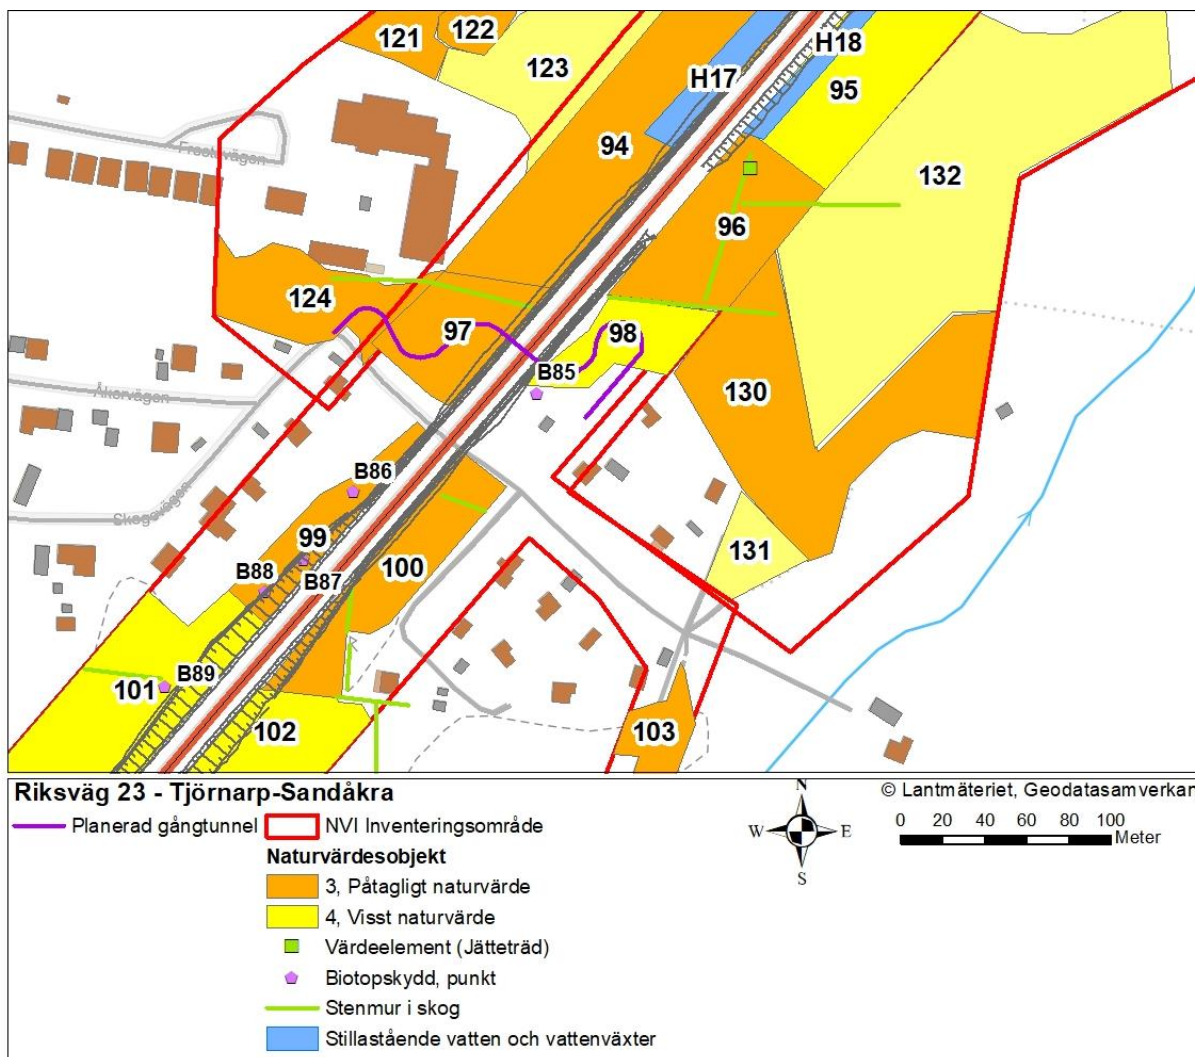 121
122
123
H17
H18
95
94
132
96
124
97
98
B85
130
Åkervägen
B86
Skogsvägen
99
B88
B87
100
131
101
B89
102
103
Riksväg 23 - Tjörnarp-Sandåkra
Planerad gångtunnel
NVI Inventeringsområde
Naturvärdesobjekt
3, Påtagligt naturvärde
4, Visst naturvärde
Värdeelement (Jätteträd)
Biotopskydd, punkt
Stenmur i skog
Stillastående vatten och vattenväxter
N
W
E
S
© Lantmäteriet, Geodatasamverkan
0 20 40 60 80 100
Meter